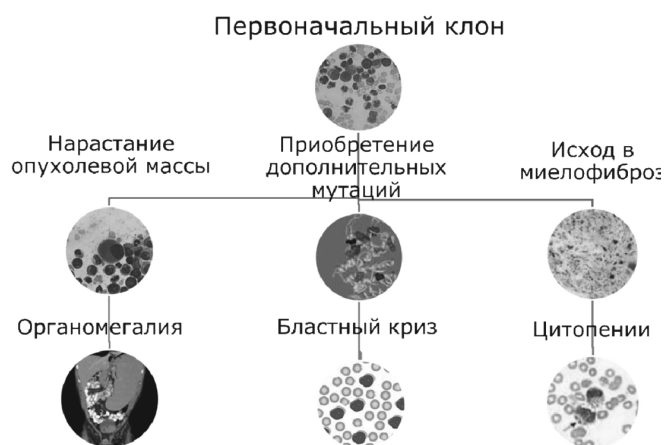 Первоначальный клон
Нарастание
опухолевой массы
Приобретение
дополнительных
мутаций
Исход в
миелофиброз
Органомегалия
Бластный криз
Цитопении